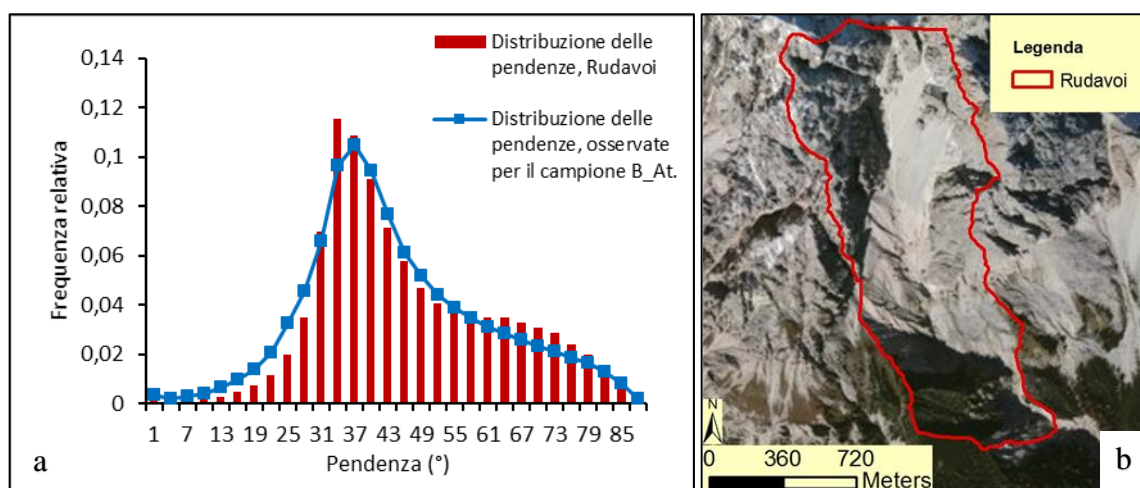 Distribuzione delle
pendenze, Rudavoi
Distribuzione delle
pendenze, osservate
per il campione B_At.
Frequenza relativa
0,14
0,12
0,1
0,08
0,06
0,04
0,02
0
1 7 13 19 25 31 37 43 49 55 61 67 73 79 85
Pendenza (°)
a
Legenda
Rudavoi
N
0 360 720
Meters
b